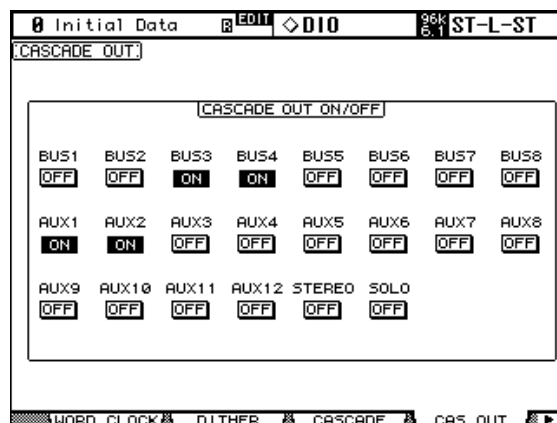 0 Initial Data R EDIT ◇DIO 96k 6.1 ST-L-ST
CASCADE OUT
CASCADE OUT ON/OFF
BUS1 BUS2 BUS3 BUS4 BUS5 BUS6 BUS7 BUS8
OFF OFF ON ON OFF OFF OFF OFF
AUX1 AUX2 AUX3 AUX4 AUX5 AUX6 AUX7 AUX8
ON ON OFF OFF OFF OFF OFF OFF
AUX9 AUX10 AUX11 AUX12 STEREO SOLO
OFF OFF OFF OFF OFF OFF
WORD CLOCK DITHER CASCADE CAS OUT